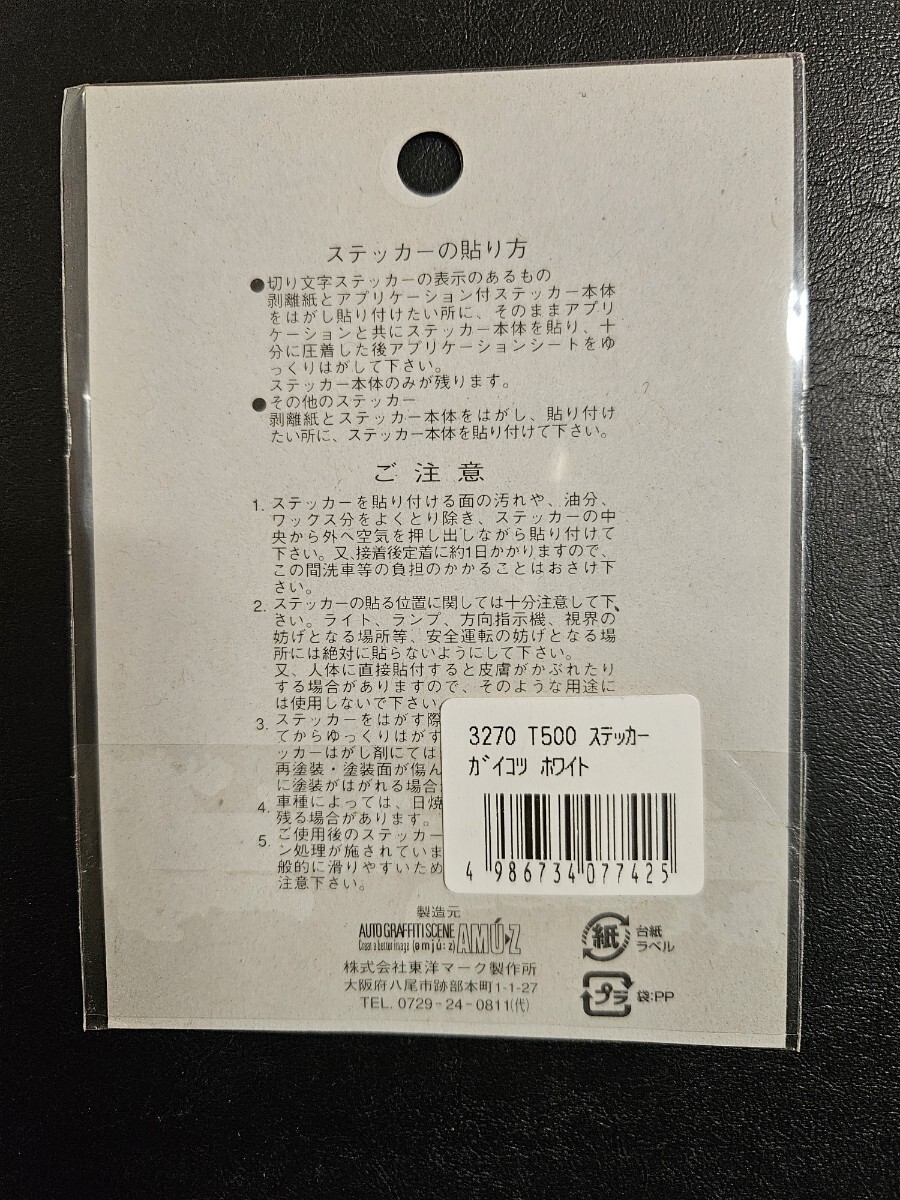 ステッカーの貼り方
●切り文字ステッカーの表示のあるもの
剥離紙とアプリケーション付ステッカー本体
をはがし貼り付けたい所に、そのままアプリ
ケーションと共にステッカー本体を貼り、十
分に圧着した後アプリケーションシートをゆ
っくりはがして下さい。
ステッカー本体のみが残ります。
●その他のステッカー
剥離紙とステッカー本体をはがし、貼り付け
たい所に、ステッカー本体を貼り付けて下さい。
ご注意
1. ステッカーを貼り付ける面の汚れや、油分、
ワックス分をよくとり除き、ステッカーの中
央から外へ空気を押し出しながら貼り付けて
下さい。又、接着後定着に約1日かかりますので、
この間洗車等の負担のかかることはおさけ下
さい。
2. ステッカーの貼る位置に関しては十分注意して下
さい。ライト、ランプ、方向指示機、視界の
妨げとなる場所等、安全運転の妨げとなる場
所には絶対に貼らないようにして下さい。
又、人体に直接貼付すると皮膚がかぶれたり
する場合がありますので、そのような用途に
は使用しないで下さい。
3. ステッカーをはがす際
てからゆっくりはがす
ッカーはがし剤にては
再塗装・塗装面が傷ん
に塗装がはがれる場合
4. 車種によっては、日焼
残る場合があります。
5. ご使用後のステッカー
ン処理が施されていま
般的に滑りやすいため
注意下さい。
3270 T500 ステッカー
ガイコツ ホワイト
4 986734 077425
製造元
AUTO GRAFFITI SCENE
Creat a better image (emjú:z) AMÚ-Z
株式会社東洋マーク製作所
大阪府八尾市跡部本町1-1-27
TEL. 0729-24-0811(代)
紙 台紙
ラベル
プラ 袋:PP